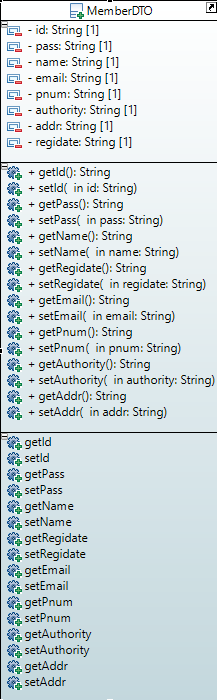 MemberDTO
- id: String [1]
- pass: String [1]
- name: String [1]
- email: String [1]
- pnum: String [1]
- authority: String [1]
- addr: String [1]
- regidate: String [1]
+ getId(): String
+ setId( in id: String)
+ getPass(): String
+ setPass( in pass: String)
+ getName(): String
+ setName( in name: String)
+ getRegidate(): String
+ setRegidate( in regidate: String)
+ getEmail(): String
+ setEmail( in email: String)
+ getPnum(): String
+ setPnum( in pnum: String)
+ getAuthority(): String
+ setAuthority( in authority: String)
+ getAddr(): String
+ setAddr( in addr: String)
getId
setId
getPass
setPass
getName
setName
getRegidate
setRegidate
getEmail
setEmail
getPnum
setPnum
getAuthority
setAuthority
getAddr
setAddr